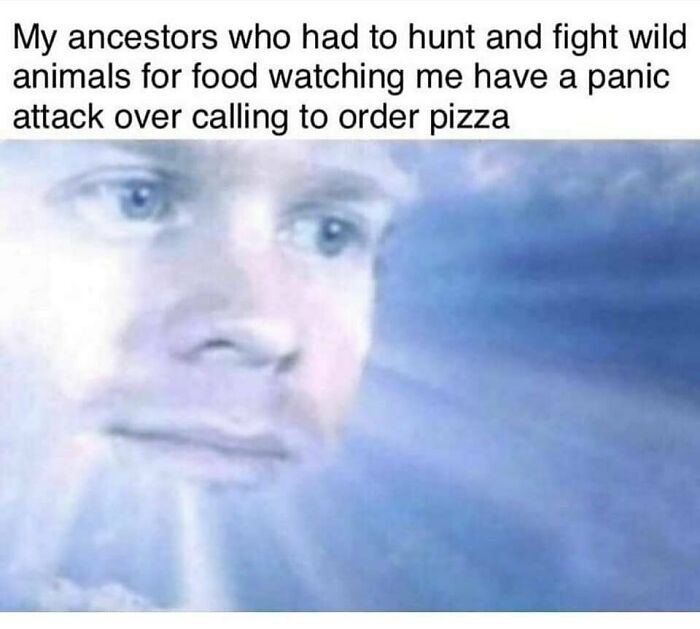 My ancestors who had to hunt and fight wild
animals for food watching me have a panic
attack over calling to order pizza